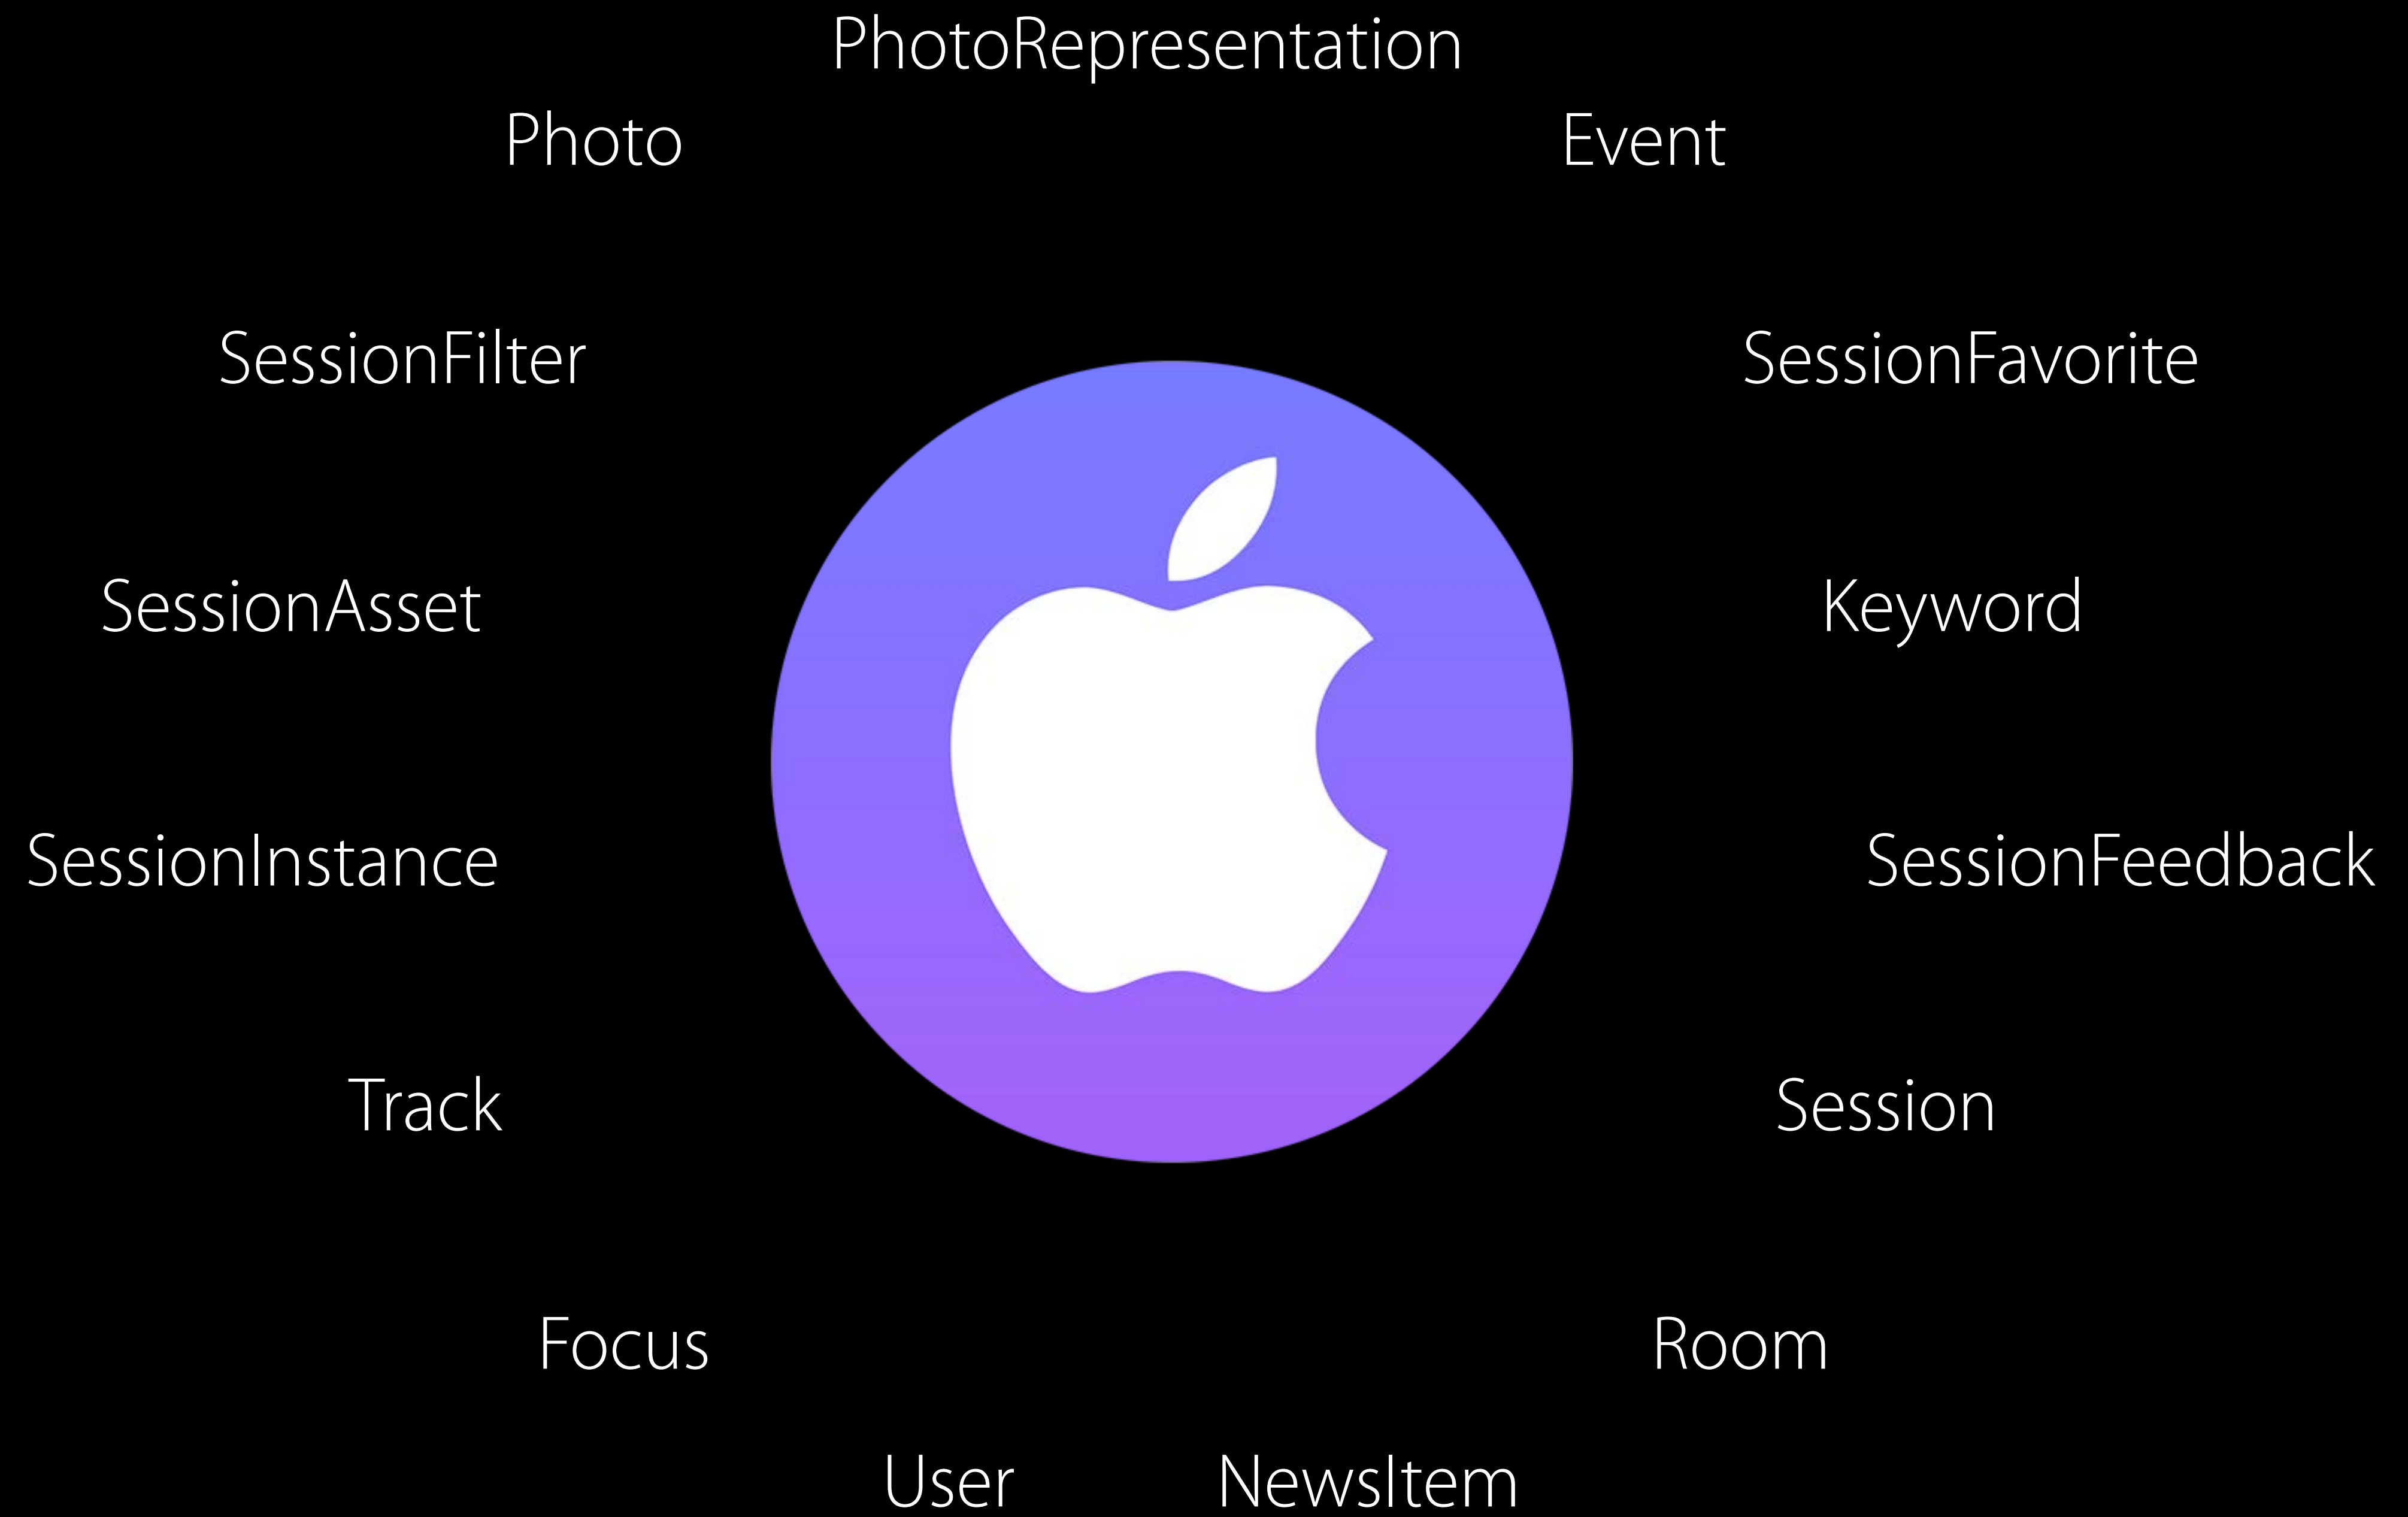 PhotoRepresentation
Photo
Event
SessionFilter
SessionFavorite
SessionAsset
Keyword
SessionInstance
SessionFeedback
Track
Session
Focus
Room
User
NewsItem